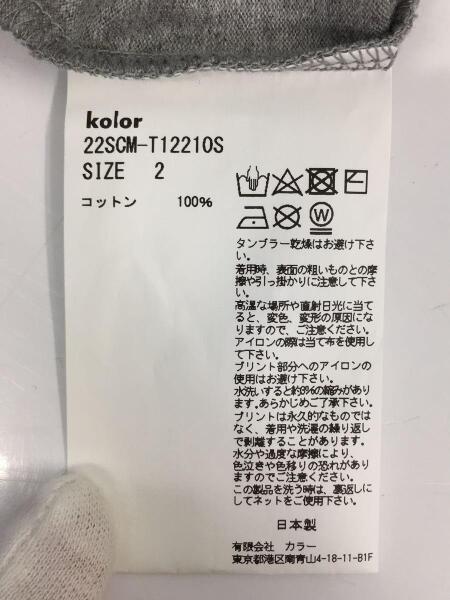 kolor
22SCM-T12210S
SIZE 2
コットン 100%
W
タンブラー乾燥はお避け下さ
い。
着用時、表面の粗いものとの摩
擦や引っ掛かりに注意して下さ
い。
高温な場所や直射日光に当て
ると、変色、変形の原因にな
りますので、ご注意ください。
アイロンの際は当て布を使用し
て下さい。
プリント部分へのアイロンの
使用はお避け下さい。
水洗いすると約8%の縮みがあり
ます。あらかじめご了承下さい。
プリントは永久的なものでは
なく、着用や洗濯の繰り返し
で剥離することがあります。
水分や過度な摩擦により、
色泣きや色移りの恐れがあり
ますのでご注意ください。
この製品を洗う時は、裏返しに
してネットをご使用下さい。
日本製
有限会社 カラー
東京都港区南青山4-18-11-B1F